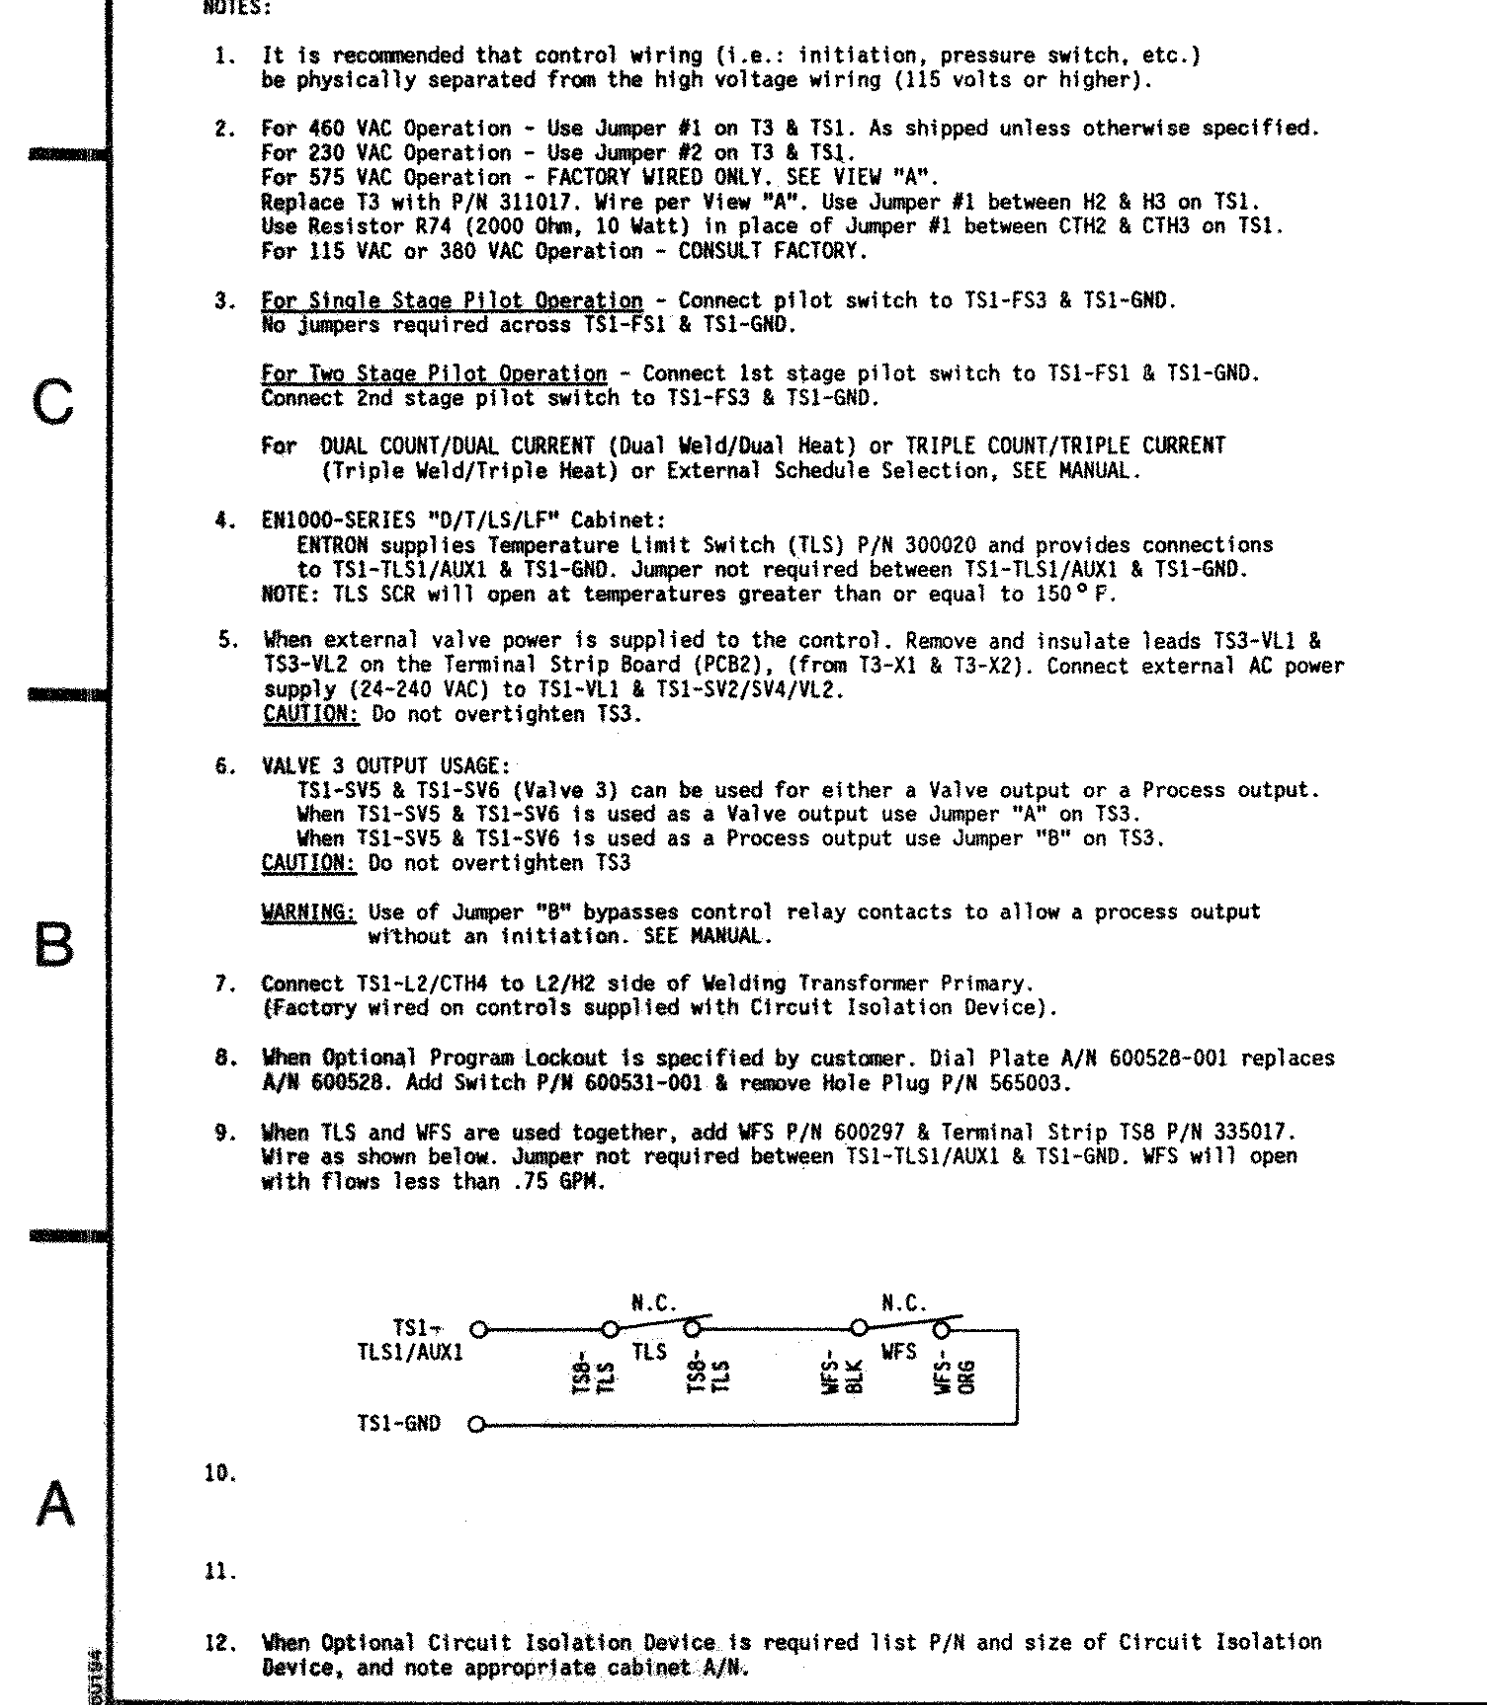 NOTES:
1. It is recommended that control wiring (i.e.: initiation, pressure switch, etc.)
be physically separated from the high voltage wiring (115 volts or higher).
2. For 460 VAC Operation - Use Jumper #1 on T3 & TS1. As shipped unless otherwise specified.
For 230 VAC Operation - Use Jumper #2 on T3 & TS1.
For 575 VAC Operation - FACTORY WIRED ONLY. SEE VIEW "A".
Replace T3 with P/N 311017. Wire per View "A". Use Jumper #1 between H2 & H3 on TS1.
Use Resistor R74 (2000 Ohm, 10 Watt) in place of Jumper #1 between CTH2 & CTH3 on TS1.
For 115 VAC or 380 VAC Operation - CONSULT FACTORY.
3. For Single Stage Pilot Operation - Connect pilot switch to TS1-FS3 & TS1-GND.
No jumpers required across TS1-FS1 & TS1-GND.
For Two Stage Pilot Operation - Connect 1st stage pilot switch to TS1-FS1 & TS1-GND.
C
Connect 2nd stage pilot switch to TS1-FS3 & TS1-GND.
For DUAL COUNT/DUAL CURRENT (Dual Weld/Dual Heat) or TRIPLE COUNT/TRIPLE CURRENT
(Triple Weld/Triple Heat) or External Schedule Selection, SEE MANUAL.
4. EN1000-SERIES "D/T/LS/LF" Cabinet:
ENTRON supplies Temperature Limit Switch (TLS) P/N 300020 and provides connections
to TS1-TLS1/AUX1 & TS1-GND. Jumper not required between TS1-TLS1/AUX1 & TS1-GND.
NOTE: TLS SCR will open at temperatures greater than or equal to 150° F.
5. When external valve power is supplied to the control. Remove and insulate leads TS3-VL1 &
TS3-VL2 on the Terminal Strip Board (PCB2), (from T3-X1 & T3-X2). Connect external AC power
supply (24-240 VAC) to TS1-VL1 & TS1-SV2/SV4/VL2.
CAUTION: Do not overtighten TS3.
6. VALVE 3 OUTPUT USAGE:
TS1-SV5 & TS1-SV6 (Valve 3) can be used for either a Valve output or a Process output.
When TS1-SV5 & TS1-SV6 is used as a Valve output use Jumper "A" on TS3.
When TS1-SV5 & TS1-SV6 is used as a Process output use Jumper "B" on TS3.
CAUTION: Do not overtighten TS3
WARNING: Use of Jumper "B" bypasses control relay contacts to allow a process output
without an initiation. SEE MANUAL.
B
7. Connect TS1-L2/CTH4 to L2/H2 side of Welding Transformer Primary.
(Factory wired on controls supplied with Circuit Isolation Device).
8. When Optional Program Lockout is specified by customer. Dial Plate A/N 600528-001 replaces
A/N 600528. Add Switch P/N 600531-001 & remove Hole Plug P/N 565003.
9. When TLS and WFS are used together, add WFS P/N 600297 & Terminal Strip TS8 P/N 335017.
Wire as shown below. Jumper not required between TS1-TLS1/AUX1 & TS1-GND. WFS will open
with flows less than .75 GPM.
N.C. N.C.
TS1-
TLS1/AUX1 TLS WFS
TS8-
TLS
TS8-
TLS
WFS-
BLK
WFS-
ORG
TS1-GND
10.
A
11.
12. When Optional Circuit Isolation Device is required list P/N and size of Circuit Isolation
Device, and note appropriate cabinet A/N.